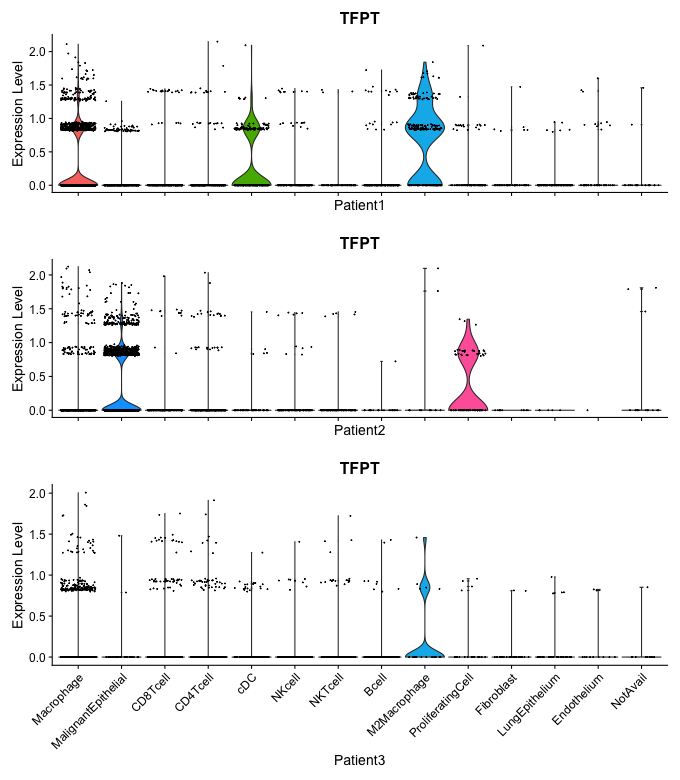 TFPT
Expression Level
2.0
1.5
1.0
0.5
0.0
Patient1
TFPT
Expression Level
2.0
1.5
1.0
0.5
0.0
Patient2
TFPT
Expression Level
2.0
1.5
1.0
0.5
0.0
Macrophage
MalignantEpithelial
CD8Tcell
CD4Tcell
cDC
NKcell
NKTcell
Bcell
M2Macrophage
ProliferatingCell
Fibroblast
LungEpithelium
Endothelium
NotAvail
Patient3